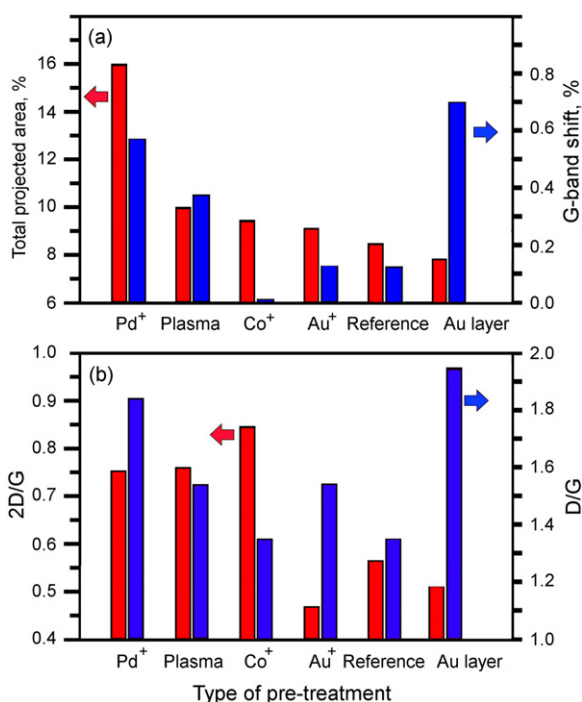 (a)
Total projected area, %
16
14
12
10
8
6
G-band shift, %
0.8
0.6
0.4
0.2
0.0
Pd⁺ Plasma Co⁺ Au⁺ Reference Au layer
(b)
2D/G
1.0
0.9
0.8
0.7
0.6
0.5
0.4
D/G
2.0
1.8
1.6
1.4
1.2
1.0
Pd⁺ Plasma Co⁺ Au⁺ Reference Au layer
Type of pre-treatment